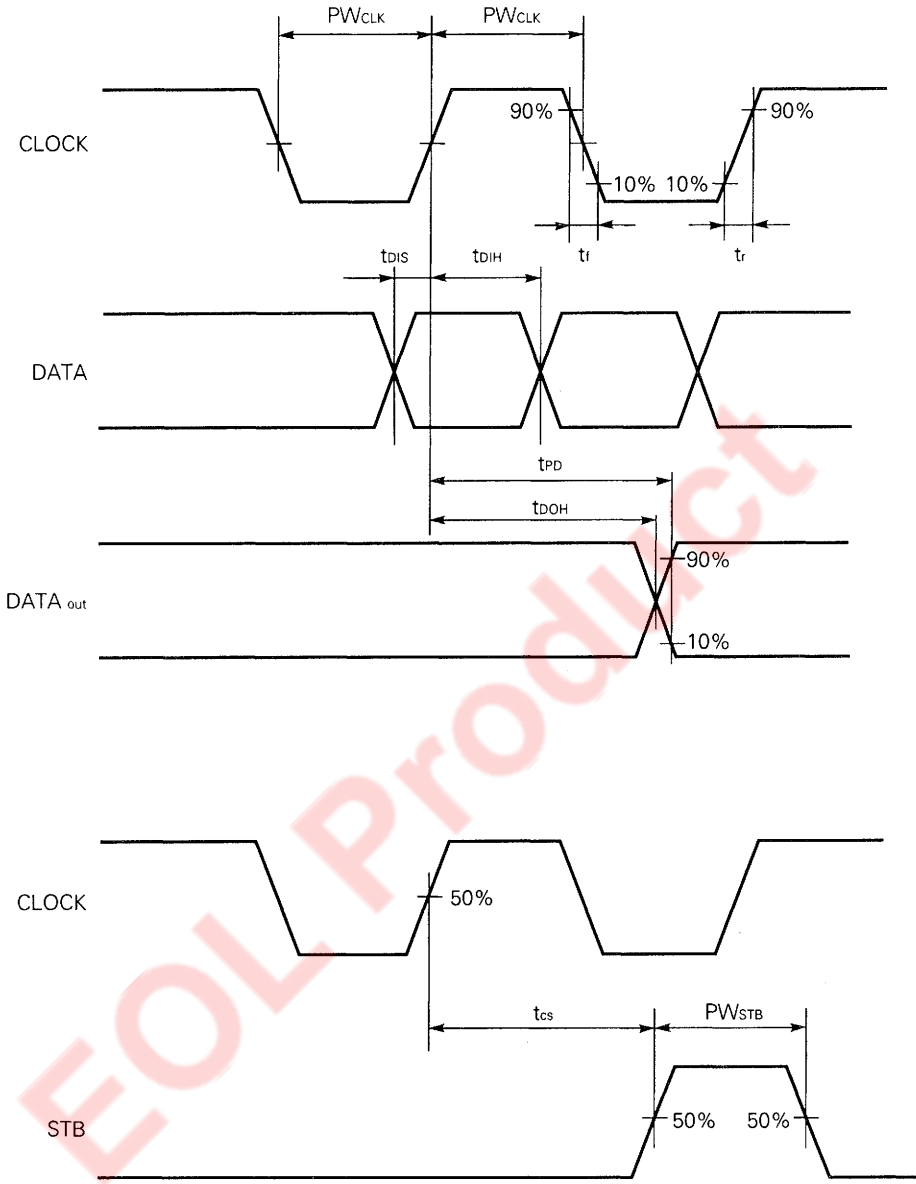 PWCLK PWCLK
CLOCK
90% 90%
10% 10%
tf tr
tDIS tDIH
DATA
tPD
tDOH
DATA out
90%
10%
CLOCK
50%
tcs PWSTB
STB
50% 50%
EOL Product